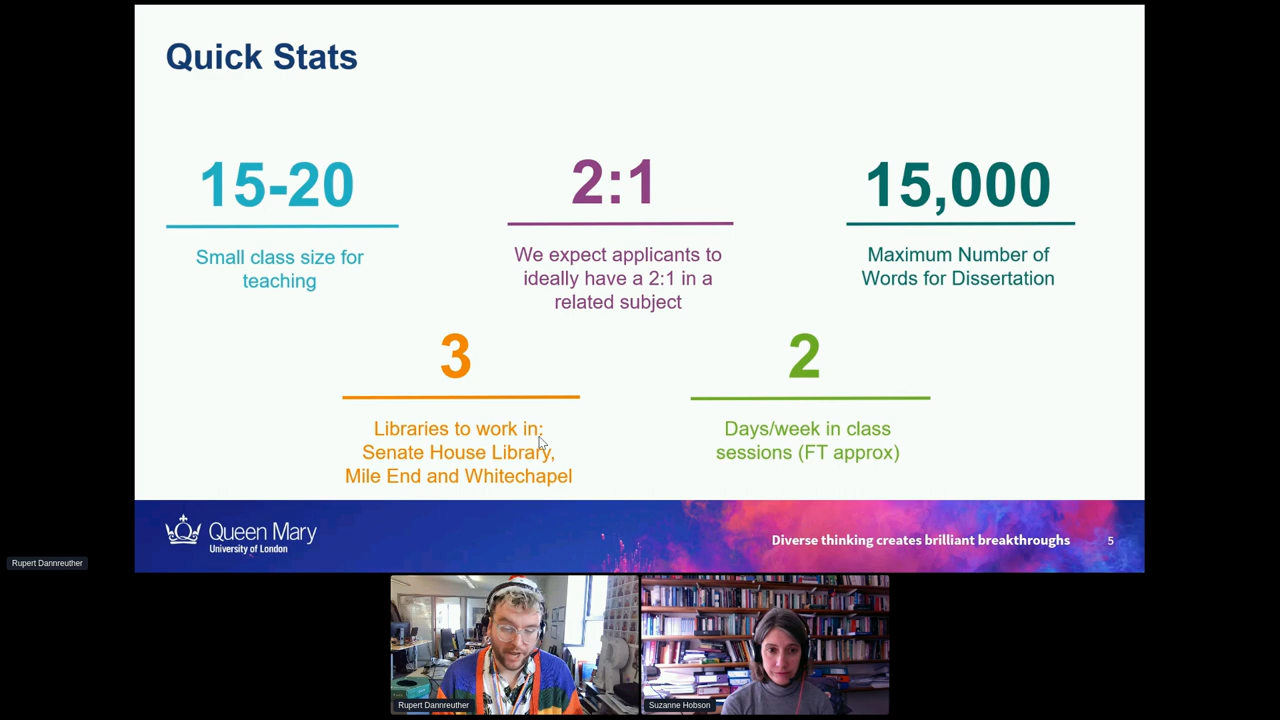 Quick Stats
15-20
Small class size for
teaching
2:1
We expect applicants to
ideally have a 2:1 in a
related subject
15,000
Maximum Number of
Words for Dissertation
3
Libraries to work in:
Senate House Library,
Mile End and Whitechapel
2
Days/week in class
sessions (FT approx)
Queen Mary
University of London
Diverse thinking creates brilliant breakthroughs
5
Rupert Dannreuther
Rupert Dannreuther
Suzanne Hobson